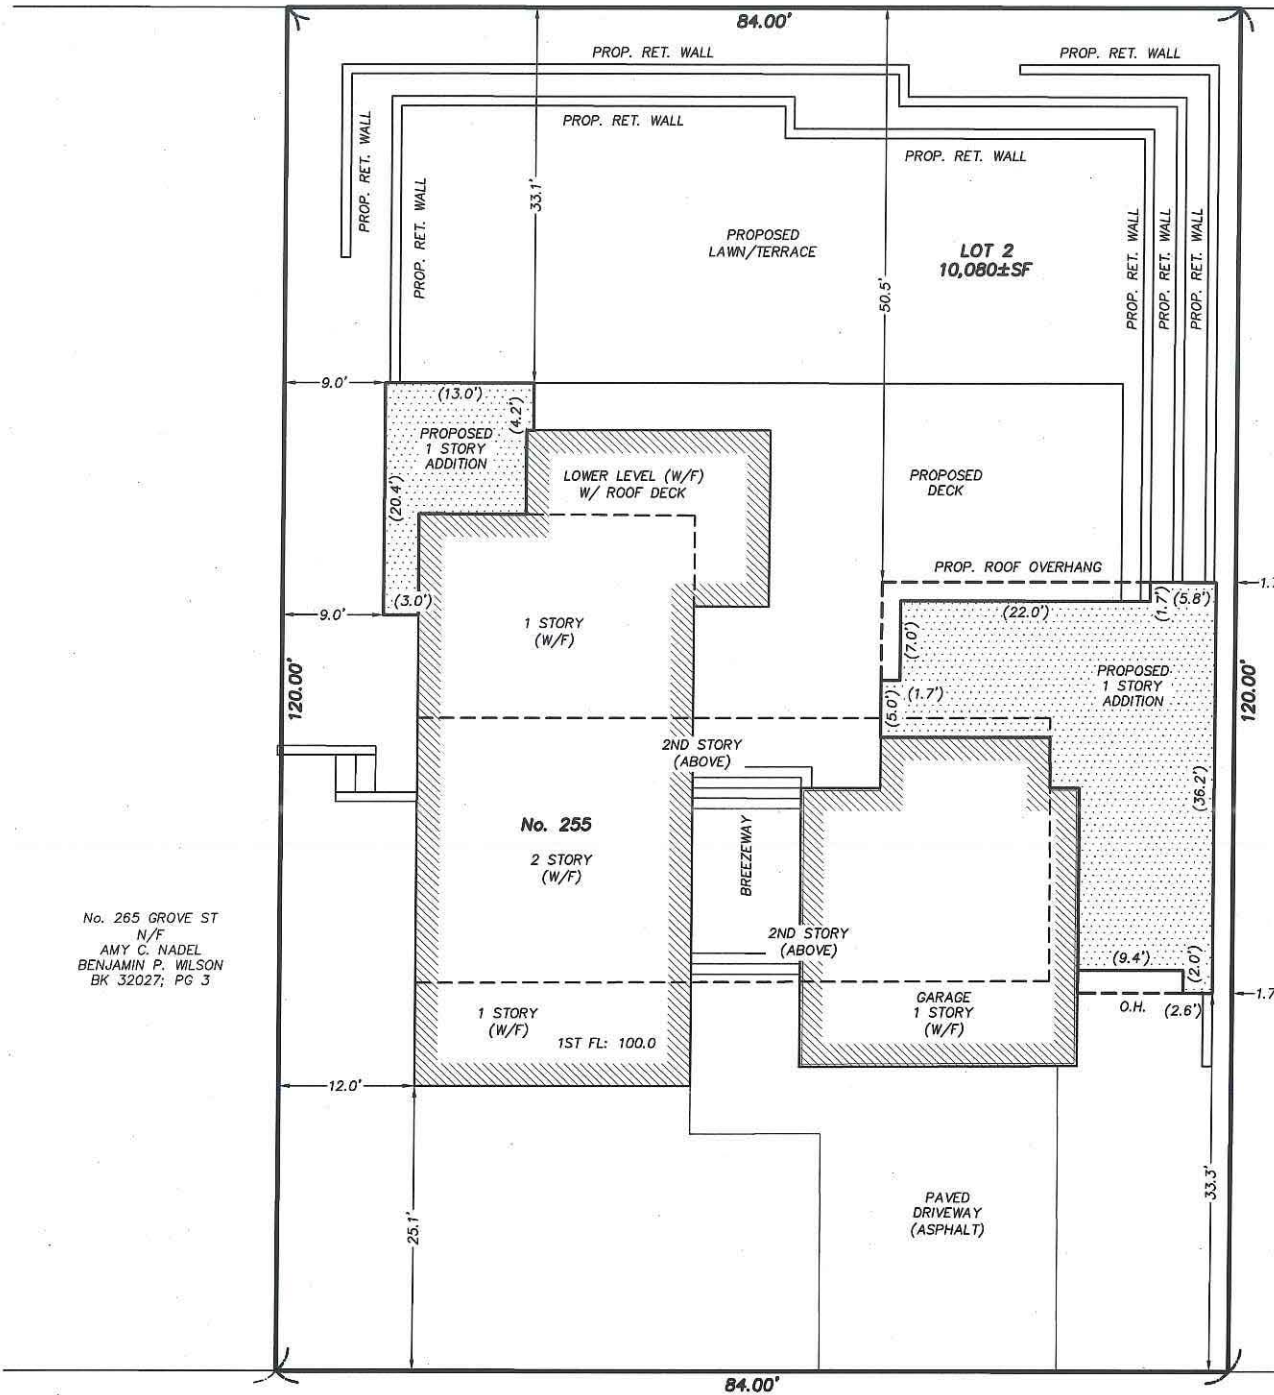 84.00'
PROP. RET. WALL
PROP. RET. WALL
PROP. RET. WALL
PROP. RET. WALL
PROP. RET. WALL
PROP. RET. WALL
33.1'
PROPOSED
LAWN/TERRACE
LOT 2
10,080±SF
50.5'
PROP. RET. WALL
PROP. RET. WALL
PROP. RET. WALL
9.0'
(13.0')
(4.2')
PROPOSED
1 STORY
ADDITION
(20.4')
LOWER LEVEL (W/F)
W/ ROOF DECK
PROPOSED
DECK
PROP. ROOF OVERHANG
9.0'
(3.0')
1 STORY
(W/F)
(22.0')
(1.7')
(5.8')
(7.0')
(1.7')
(5.0')
PROPOSED
1 STORY
ADDITION
120.00'
120.00'
2ND STORY
(ABOVE)
(36.2')
No. 255
2 STORY
(W/F)
BREEZEWAY
No. 265 GROVE ST
N/F
AMY C. NADEL
BENJAMIN P. WILSON
BK 32027; PG 3
2ND STORY
(ABOVE)
(9.4')
(2.0')
1.7
O.H.
(2.6')
GARAGE
1 STORY
(W/F)
1 STORY
(W/F)
1ST FL: 100.0
12.0'
25.1'
33.3'
PAVED
DRIVEWAY
(ASPHALT)
84.00'